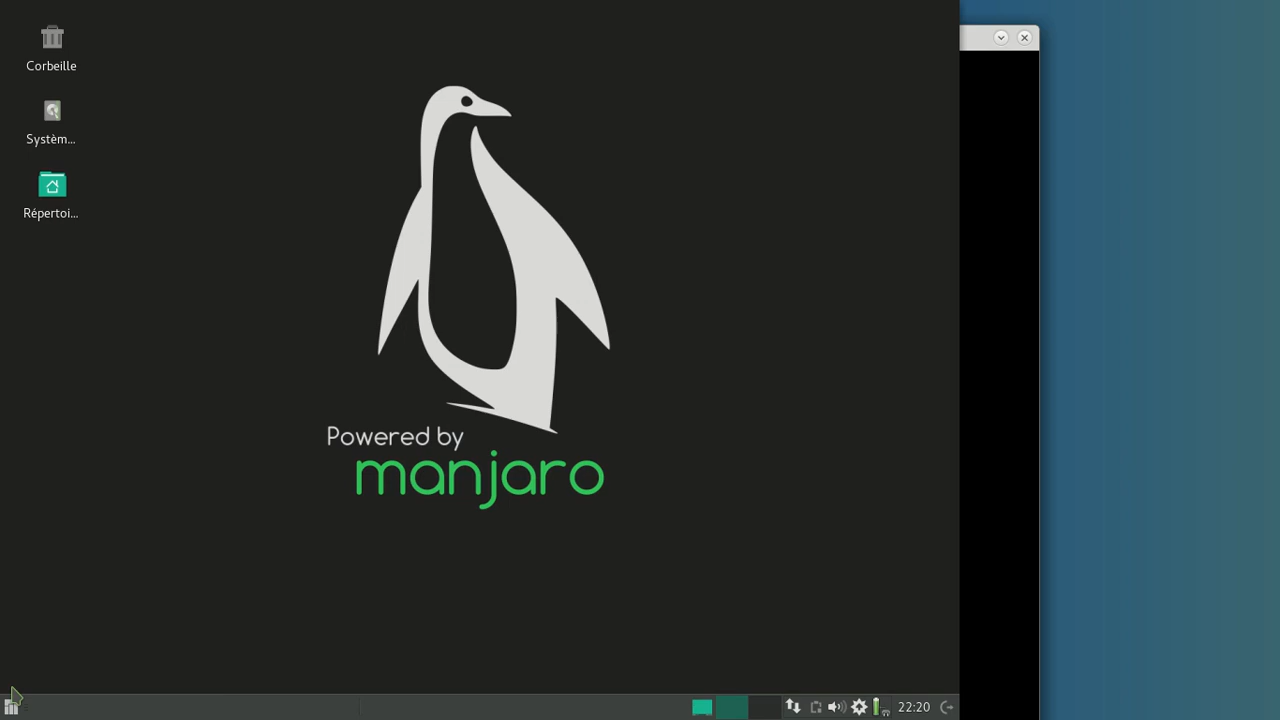 Corbeille
Systèm...
Répertoi...
Powered by
manjaro
22:20